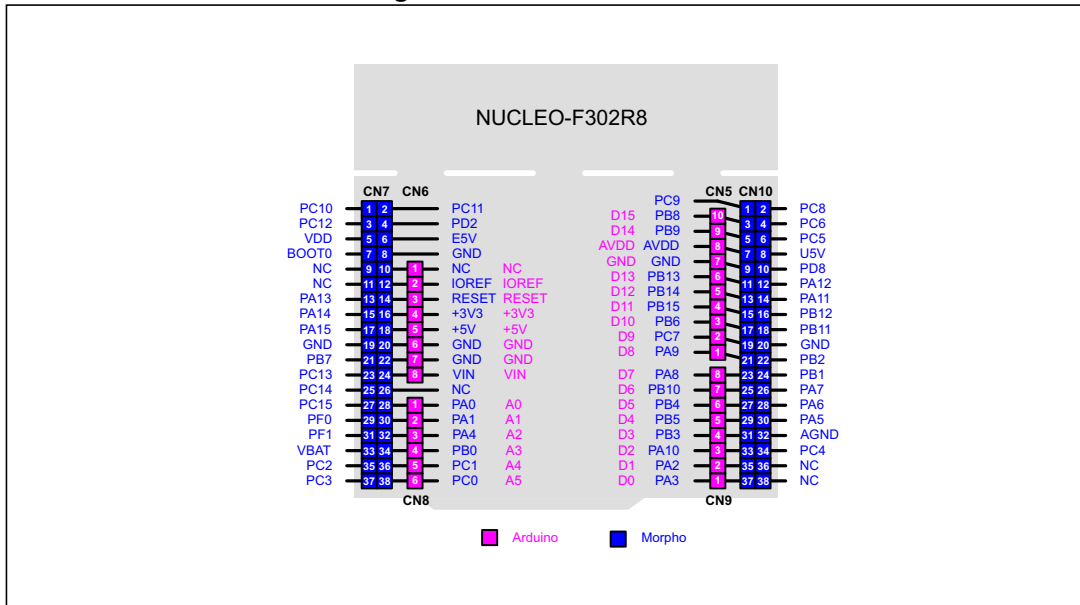 NUCLEO-F302R8
CN7 CN6 CN5 CN10
PC9
PC10 1 2 PC11 D15 PB8 10 1 2 PC8
PC12 3 4 PD2 D14 PB9 9 3 4 PC6
VDD 5 6 E5V AVDD AVDD 8 5 6 PC5
BOOT0 7 8 GND GND GND 7 7 8 U5V
NC 9 10 1 NC NC D13 PB13 6 9 10 PD8
NC 11 12 2 IOREF IOREF D12 PB14 5 11 12 PA12
PA13 13 14 3 RESET RESET D11 PB15 4 13 14 PA11
PA14 15 16 4 +3V3 +3V3 D10 PB6 3 15 16 PB12
PA15 17 18 5 +5V +5V D9 PC7 2 17 18 PB11
GND 19 20 6 GND GND D8 PA9 1 19 20 GND
PB7 21 22 7 GND GND 21 22 PB2
PC13 23 24 8 VIN VIN D7 PA8 8 23 24 PB1
PC14 25 26 NC D6 PB10 7 25 26 PA7
PC15 27 28 1 PA0 A0 D5 PB4 6 27 28 PA6
PF0 29 30 2 PA1 A1 D4 PB5 5 29 30 PA5
PF1 31 32 3 PA4 A2 D3 PB3 4 31 32 AGND
VBAT 33 34 4 PB0 A3 D2 PA10 3 33 34 PC4
PC2 35 36 5 PC1 A4 D1 PA2 2 35 36 NC
PC3 37 38 6 PC0 A5 D0 PA3 1 37 38 NC
CN8 CN9
Arduino Morpho